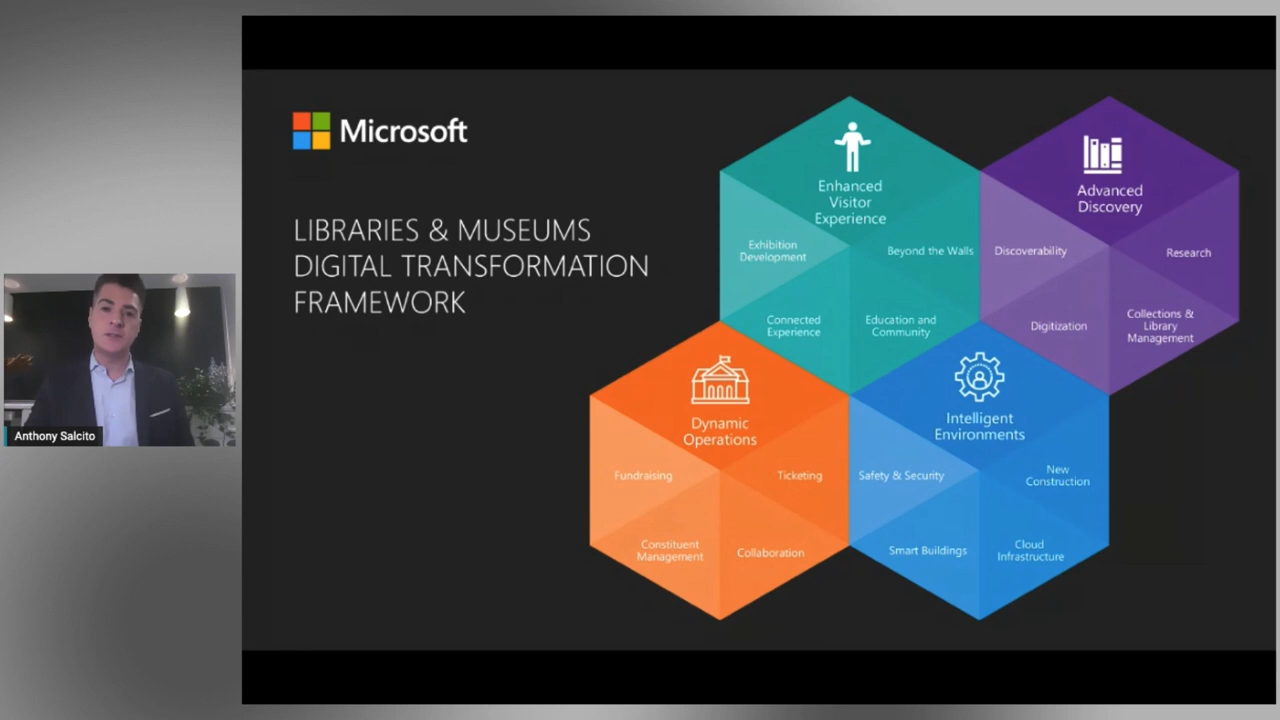 Microsoft
LIBRARIES & MUSEUMS
DIGITAL TRANSFORMATION
FRAMEWORK
Enhanced
Visitor
Experience
Exhibition
Development
Beyond the Walls
Connected
Experience
Education and
Community
Advanced
Discovery
Discoverability
Research
Digitization
Collections &
Library
Management
Dynamic
Operations
Fundraising
Ticketing
Constituent
Management
Collaboration
Intelligent
Environments
Safety & Security
New
Construction
Smart Buildings
Cloud
Infrastructure
Anthony Salcito